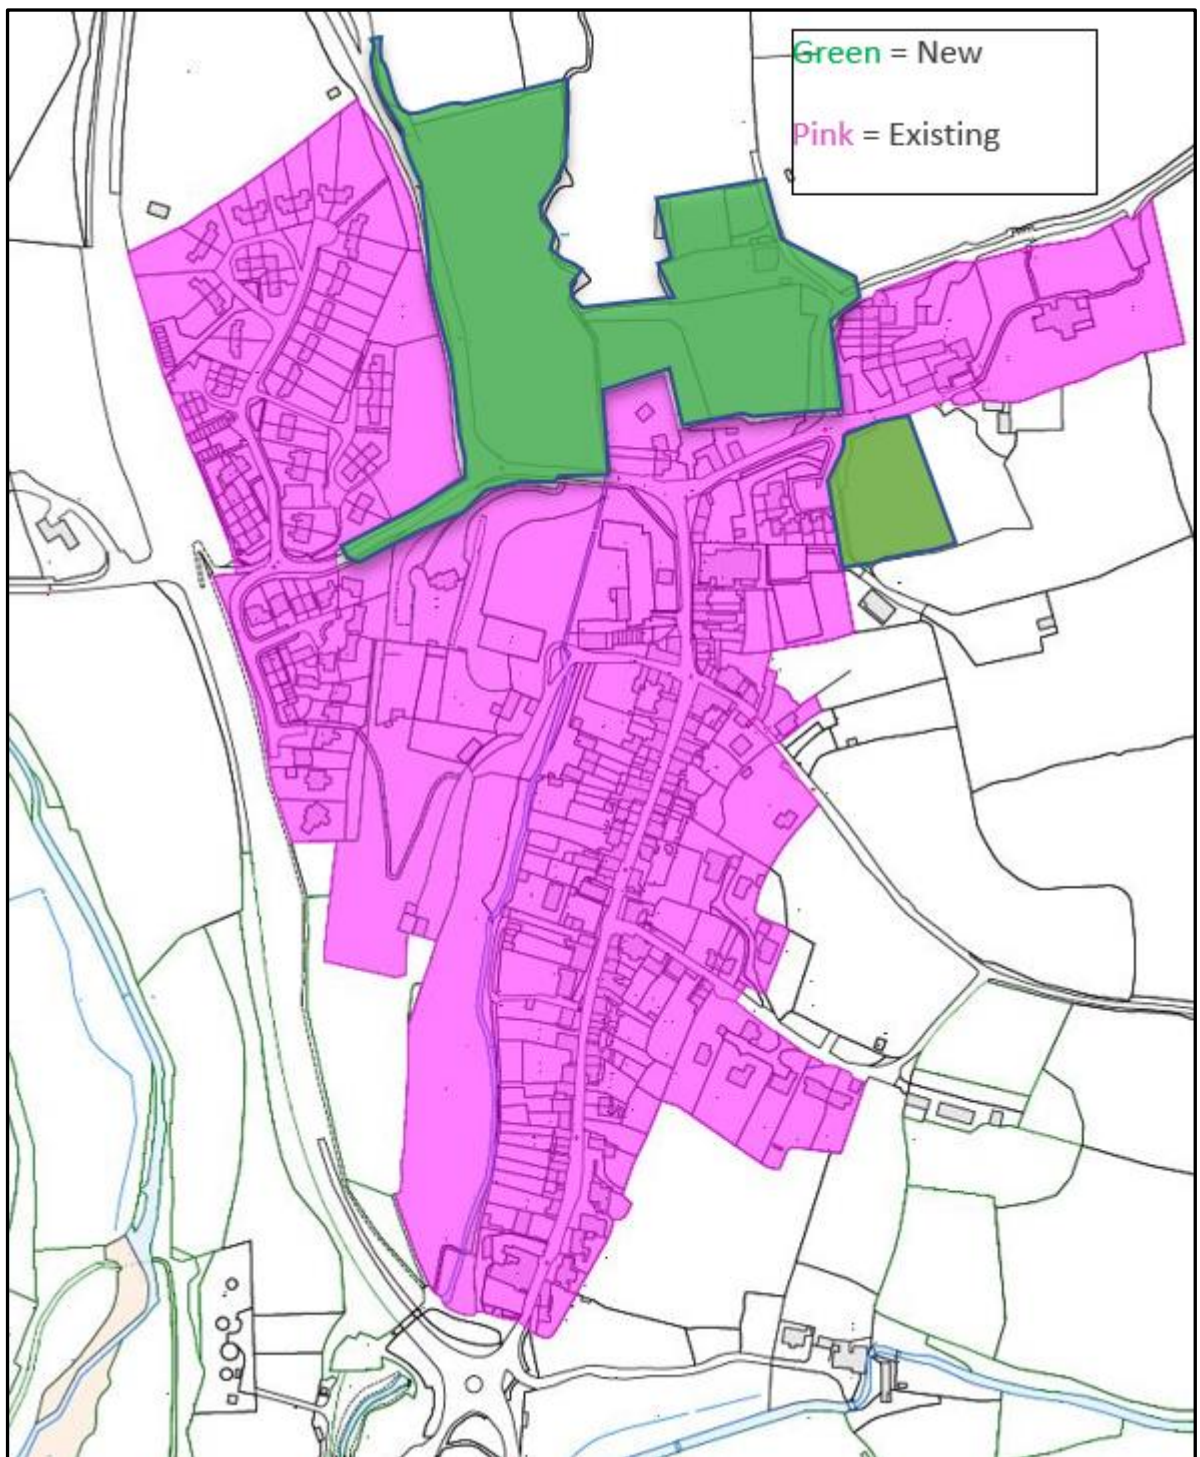 Green = New
Pink = Existing